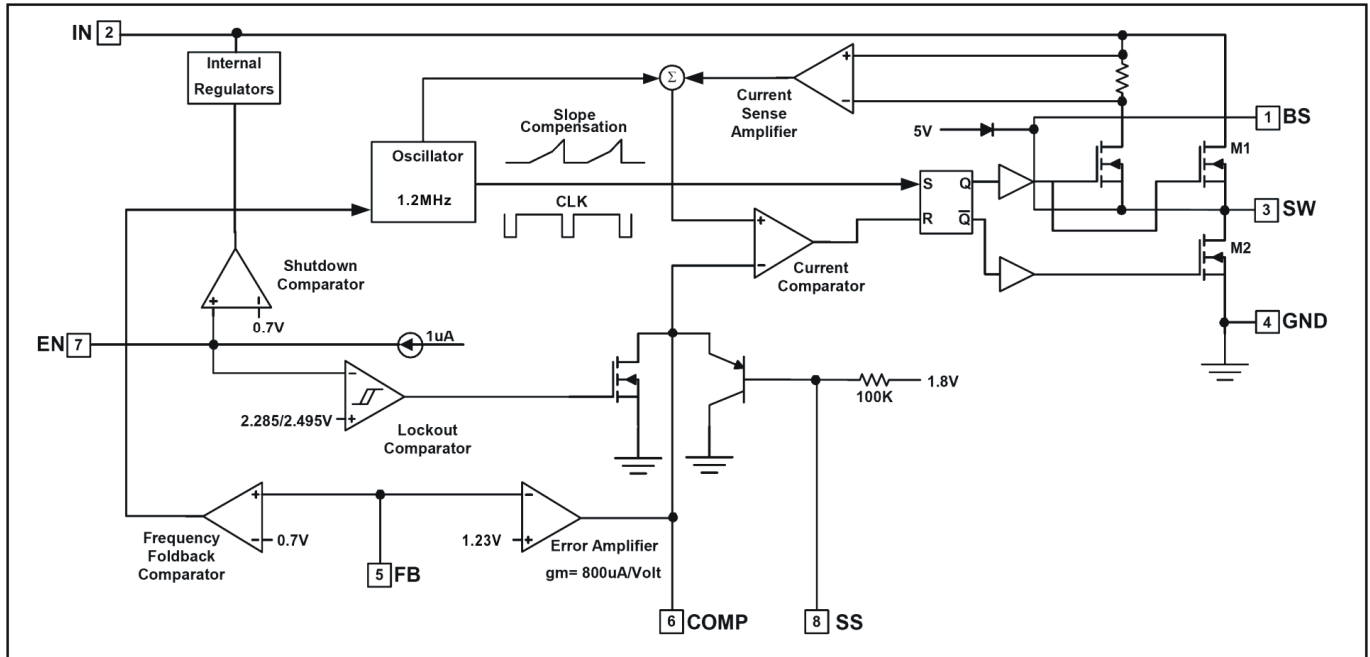 IN 2
Internal
Regulators
Σ
+
−
Current
Sense
Amplifier
Slope
Compensation
5V
1 BS
Oscillator
1.2MHz
M1
S Q
R Q̅
CLK
3 SW
+
−
Current
Comparator
M2
Shutdown
Comparator
+ −
0.7V
4 GND
EN 7
1uA
−
+
2.285/2.495V
Lockout
Comparator
1.8V
100K
+
−
0.7V
Frequency
Foldback
Comparator
−
+
1.23V
Error Amplifier
gm= 800uA/Volt
5 FB
6 COMP
8 SS